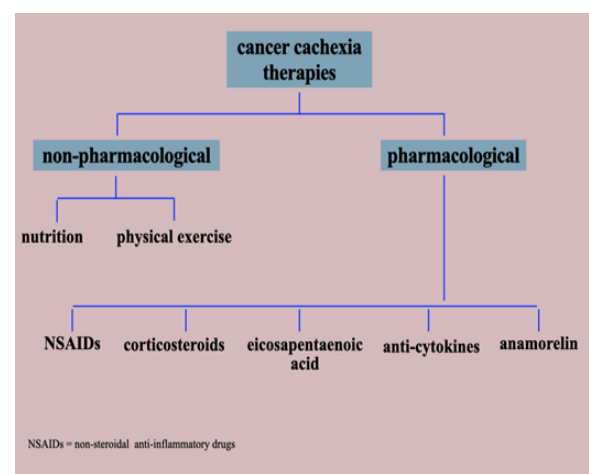 cancer cachexia
therapies
non-pharmacological
pharmacological
nutrition
physical exercise
NSAIDs
corticosteroids
eicosapentaenoic
acid
anti-cytokines
anamorelin
NSAIDs = non-steroidal anti-inflammatory drugs